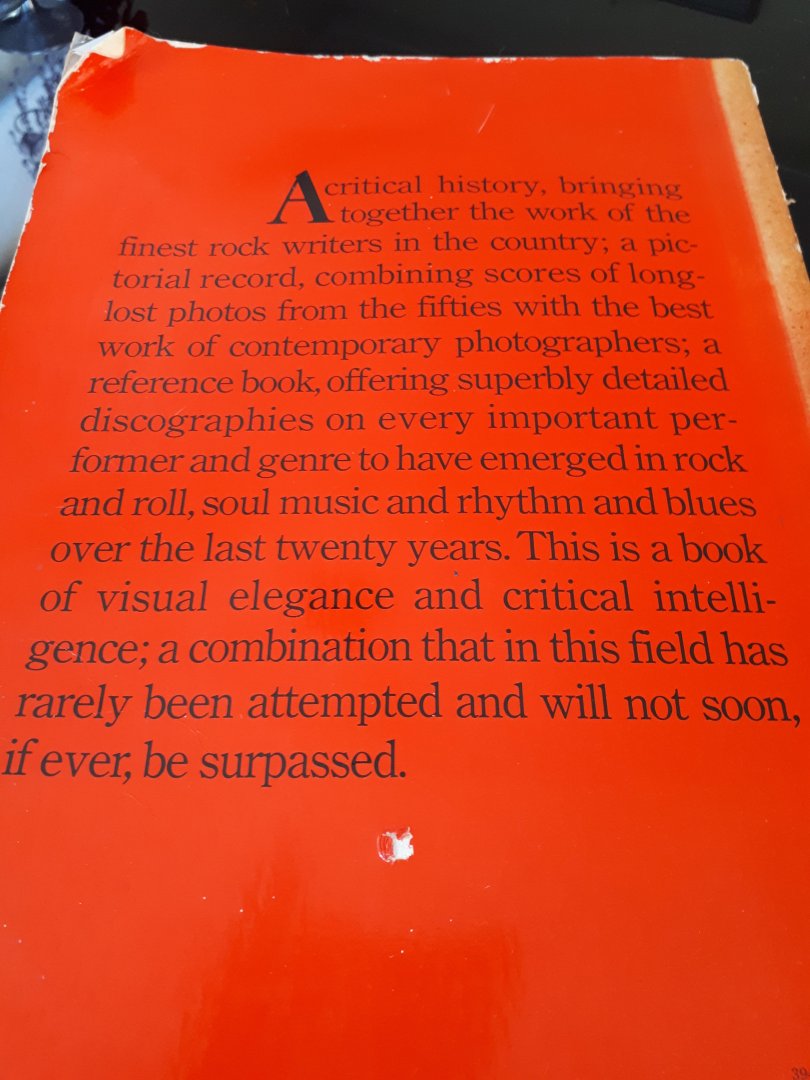 A critical history, bringing
together the work of the
finest rock writers in the country; a pic-
torial record, combining scores of long-
lost photos from the fifties with the best
work of contemporary photographers; a
reference book, offering superbly detailed
discographies on every important per-
former and genre to have emerged in rock
and roll, soul music and rhythm and blues
over the last twenty years. This is a book
of visual elegance and critical intelli-
gence; a combination that in this field has
rarely been attempted and will not soon,
if ever, be surpassed.